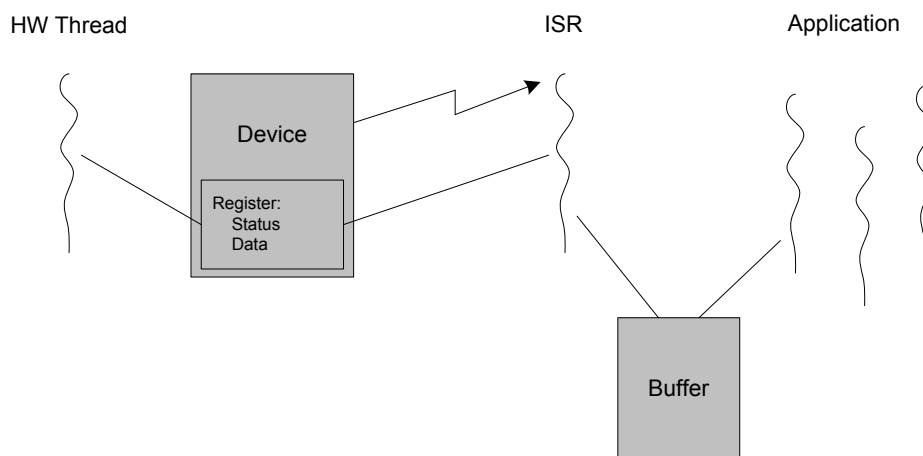 HW Thread
ISR
Application
Device
Register:
Status
Data
Buffer